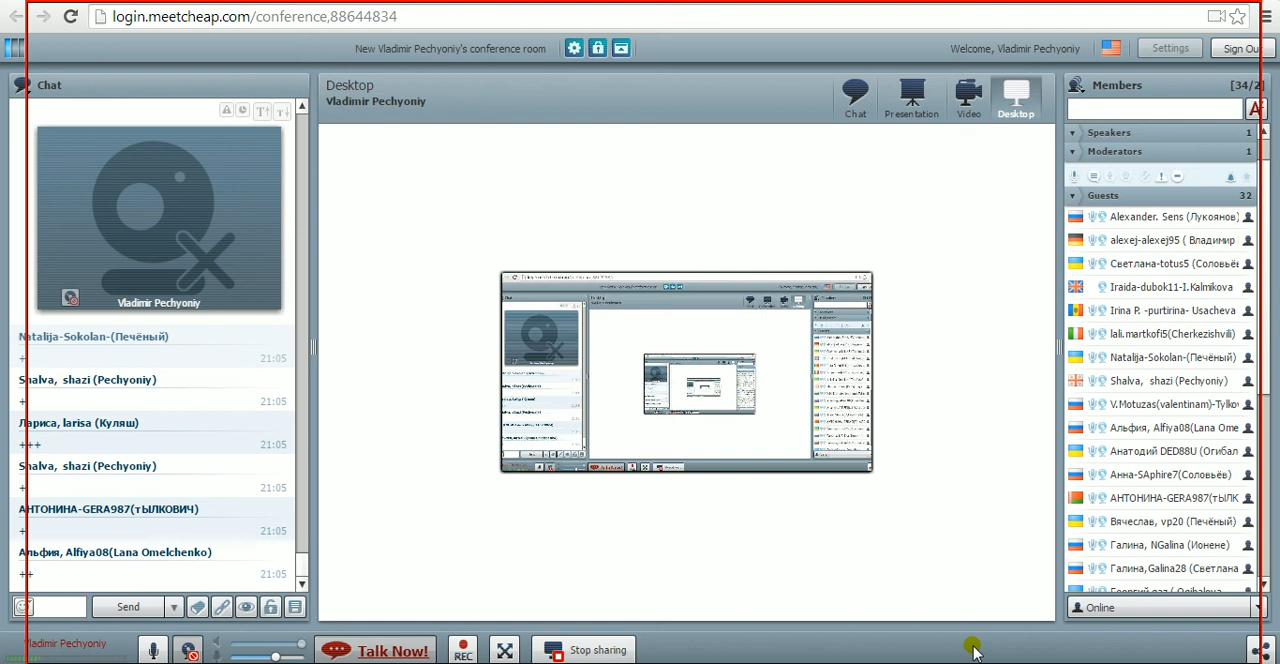 login.meetcheap.com/conference,88644834
New Vladimir Pechyoniy's conference room
Welcome, Vladimir Pechyoniy
Settings
Sign Ou
Chat
Desktop
Vladimir Pechyoniy
Chat
Presentation
Video
Desktop
Members
[34/2]
Speakers 1
Moderators 1
Guests 32
Vladimir Pechyoniy
Natalija-Sokolan-(Печёный)
+ 21:05
Shalva, shazi (Pechyoniy)
+ 21:05
Лариса, larisa (Куляш)
+++ 21:05
Shalva, shazi (Pechyoniy)
+ 21:05
АНТОНИНА-GERA987(тЫЛКОВИЧ)
+ 21:05
Альфия, Alfiya08(Lana Omelchenko)
++ 21:05
Send
Alexander. Sens (Лукоянов)
alexej-alexej95 ( Владимир
Светлана-totus5 (Соловьёв
Iraida-dubok11-I.Kalmikova
Irina P. -purtirina- Usacheva
lali.martkofi5(Cherkezishvili)
Natalija-Sokolan-(Печёный)
Shalva, shazi (Pechyoniy)
V.Motuzas(valentinam)-Tylko
Альфия, Alfiya08(Lana Ome
Анатодий DED88U (Огибал
Анна-SAphire7(Соловьёв)
АНТОНИНА-GERA987(тЫЛК
Вячеслав, vp20 (Печёный)
Галина, NGalina (Ионене)
Галина,Galina28 (Светлана
Online
Vladimir Pechyoniy
Talk Now!
REC
Stop sharing